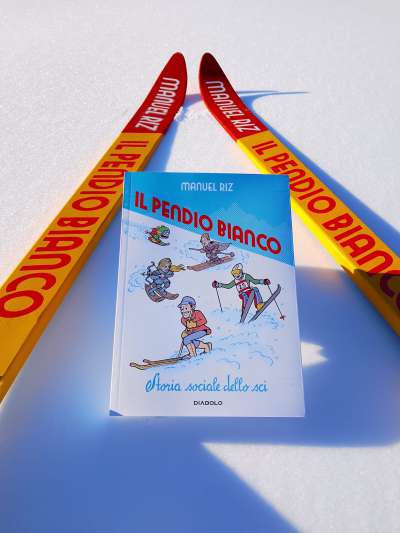 MANUEL RIZ
IL PENDIO BIANCO
MANUEL RIZ
IL PENDIO BIANCO
MANUEL RIZ
IL PENDIO BIANCO
Storia sociale dello sci
DIABOLO